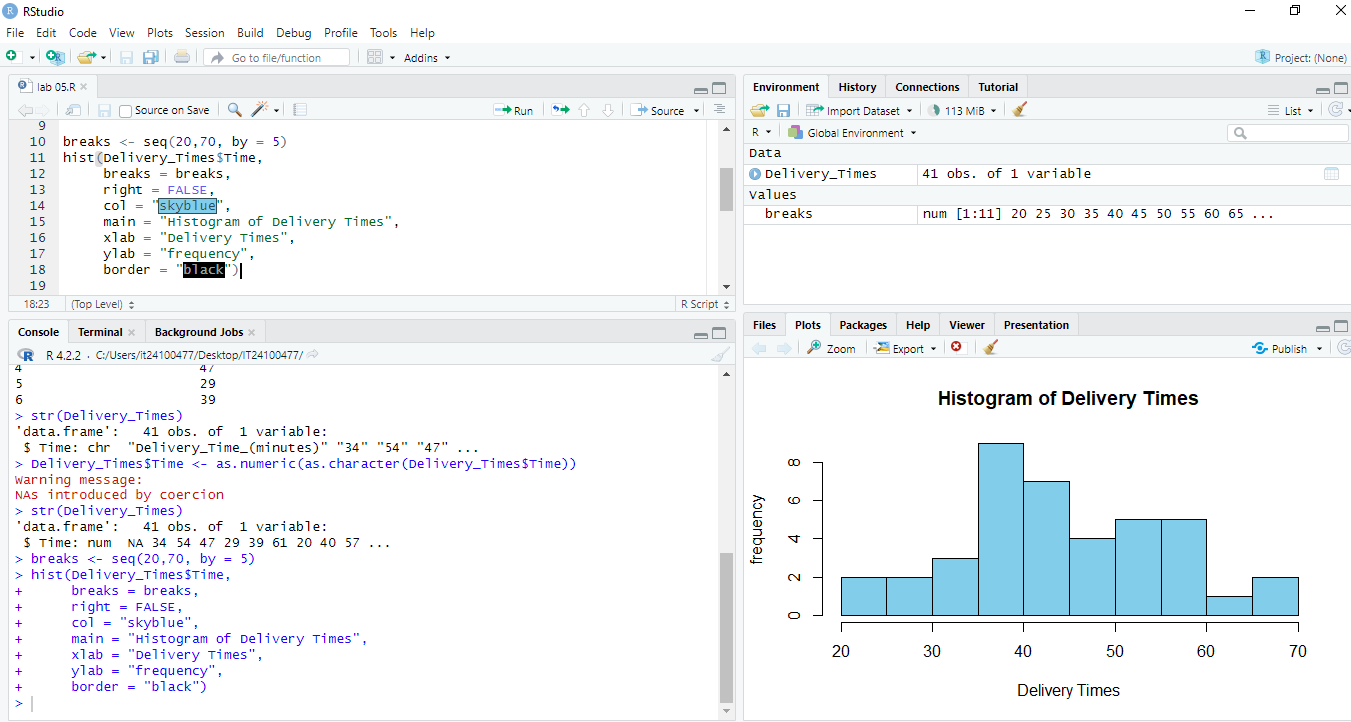 RStudio
File Edit Code View Plots Session Build Debug Profile Tools Help
Go to file/function Addins Project: (None)
lab 05.R
Source on Save Run Source
9
10 breaks <- seq(20,70, by = 5)
11 hist(Delivery_Times$Time,
12 breaks = breaks,
13 right = FALSE,
14 col = "skyblue",
15 main = "Histogram of Delivery Times",
16 xlab = "Delivery Times",
17 ylab = "frequency",
18 border = "black")
19
18:23 (Top Level) R Script
Console Terminal Background Jobs
R 4.2.2 · C:/Users/it24100477/Desktop/IT24100477/
4 47
5 29
6 39
> str(Delivery_Times)
'data.frame': 41 obs. of 1 variable:
$ Time: chr "Delivery_Time_(minutes)" "34" "54" "47" ...
> Delivery_Times$Time <- as.numeric(as.character(Delivery_Times$Time))
Warning message:
NAs introduced by coercion
> str(Delivery_Times)
'data.frame': 41 obs. of 1 variable:
$ Time: num NA 34 54 47 29 39 61 20 40 57 ...
> breaks <- seq(20,70, by = 5)
> hist(Delivery_Times$Time,
+ breaks = breaks,
+ right = FALSE,
+ col = "skyblue",
+ main = "Histogram of Delivery Times",
+ xlab = "Delivery Times",
+ ylab = "frequency",
+ border = "black")
>
Environment History Connections Tutorial
Import Dataset 113 MiB List
R Global Environment
Data
Delivery_Times 41 obs. of 1 variable
Values
breaks num [1:11] 20 25 30 35 40 45 50 55 60 65 ...
Files Plots Packages Help Viewer Presentation
Zoom Export Publish
Histogram of Delivery Times
frequency
8
6
4
2
0
20 30 40 50 60 70
Delivery Times